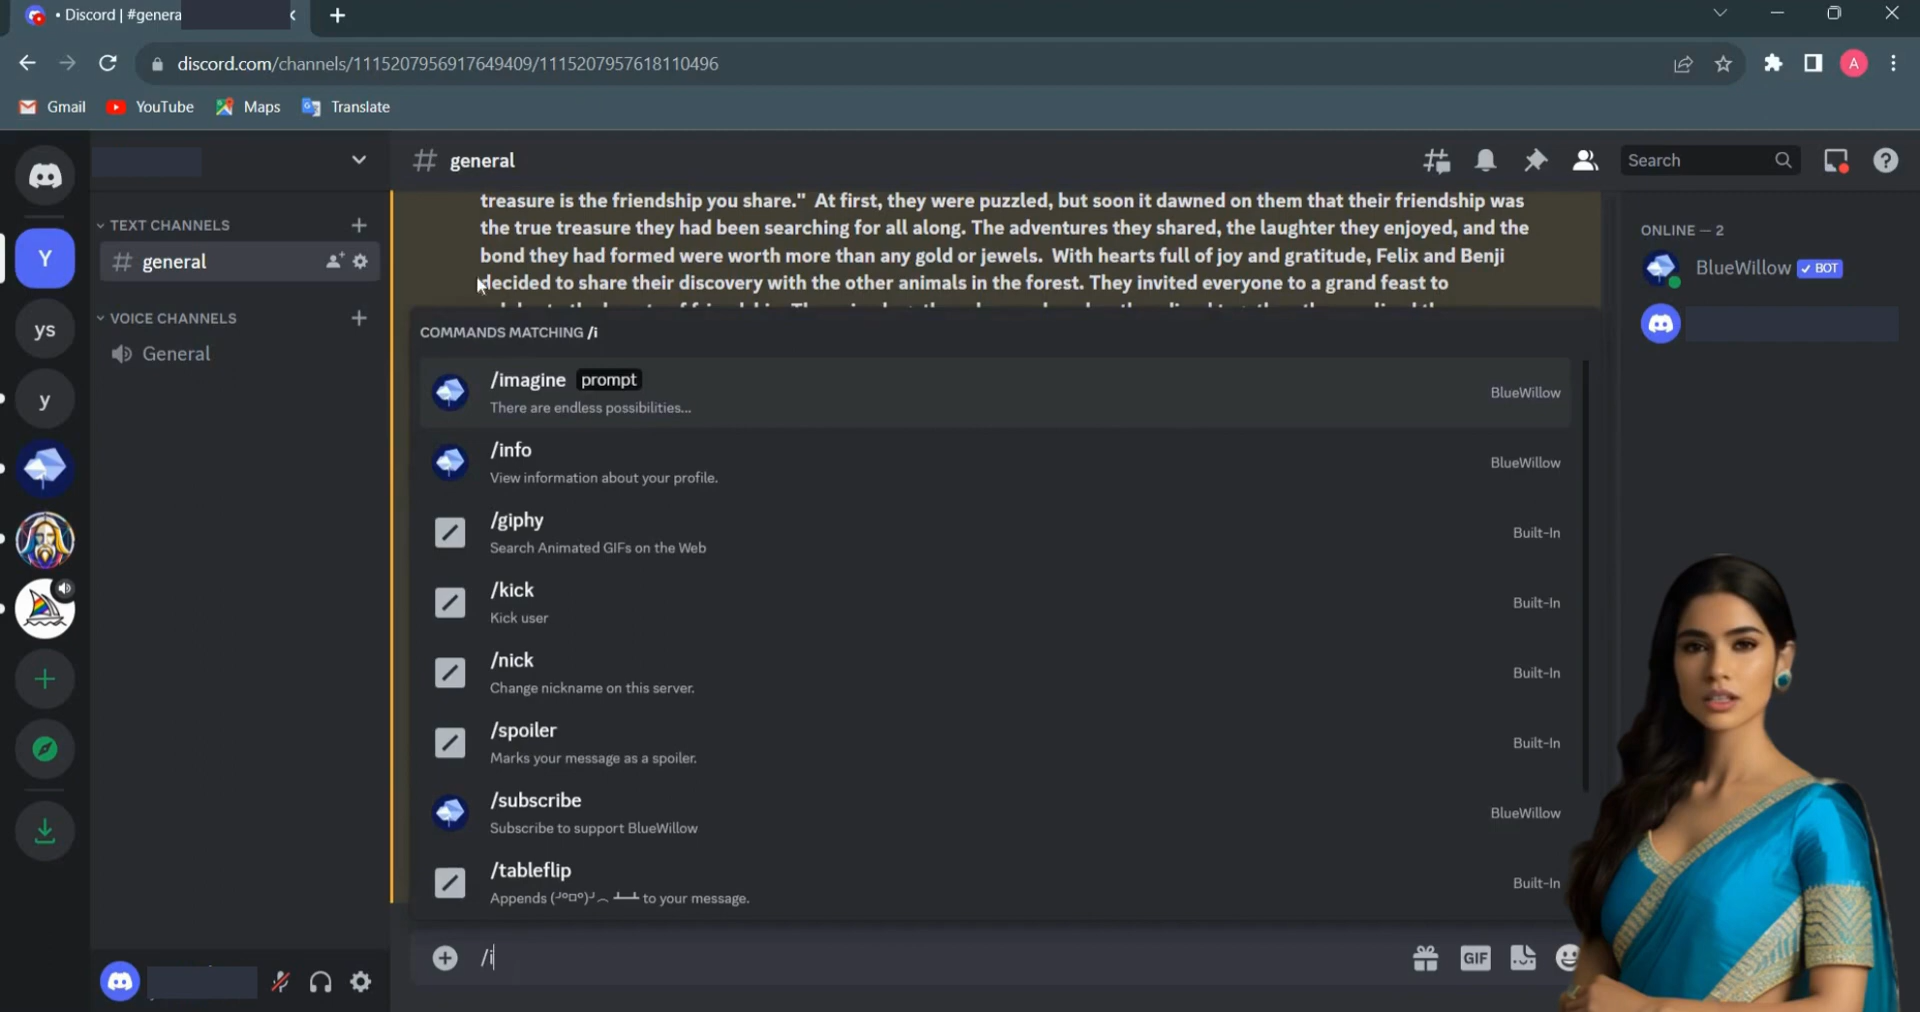 • Discord | #genera
discord.com/channels/1115207956917649409/1115207957618110496
A
Gmail YouTube Maps Translate
# general
Search
treasure is the friendship you share." At first, they were puzzled, but soon it dawned on them that their friendship was
the true treasure they had been searching for all along. The adventures they shared, the laughter they enjoyed, and the
bond they had formed were worth more than any gold or jewels. With hearts full of joy and gratitude, Felix and Benji
decided to share their discovery with the other animals in the forest. They invited everyone to a grand feast to
TEXT CHANNELS
# general
VOICE CHANNELS
General
Y
ys
y
ONLINE — 2
BlueWillow ✓ BOT
COMMANDS MATCHING /i
/imagine prompt
There are endless possibilities...
BlueWillow
/info
View information about your profile.
BlueWillow
/giphy
Search Animated GIFs on the Web
Built-In
/kick
Kick user
Built-In
/nick
Change nickname on this server.
Built-In
/spoiler
Marks your message as a spoiler.
Built-In
/subscribe
Subscribe to support BlueWillow
BlueWillow
/tableflip
Appends (╯°□°)╯︵ ┻━┻ to your message.
Built-In
/i
GIF